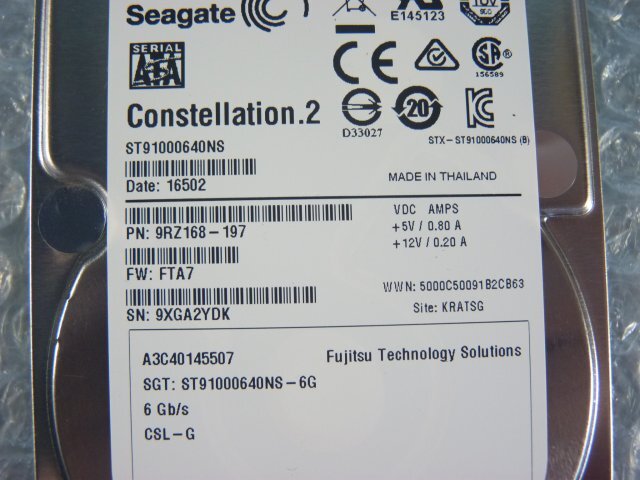 Seagate
E145123
SERIAL
ATA
156589
Constellation.2
D33027
20
STX-ST91000640NS (B)
ST91000640NS
Date: 16502
MADE IN THAILAND
PN: 9RZ168-197
VDC AMPS
+5V / 0.80 A
+12V / 0.20 A
FW: FTA7
WWN: 5000C50091B2CB63
SN: 9XGA2YDK
Site: KRATSG
A3C40145507
Fujitsu Technology Solutions
SGT: ST91000640NS-6G
6 Gb/s
CSL-G